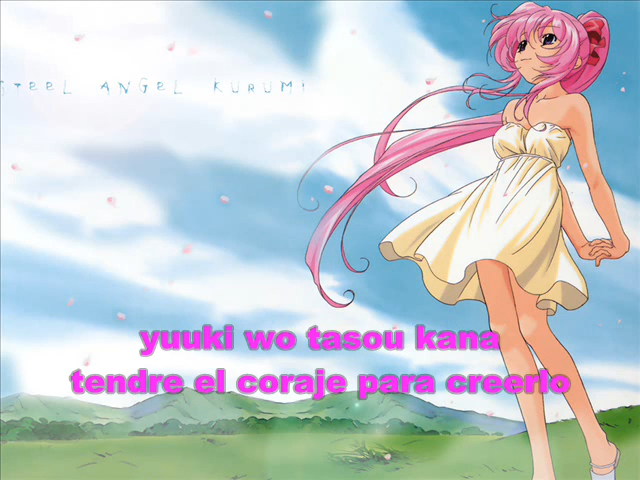 STEEL ANGEL KURUMI
yuuki wo tasou kana
tendre el coraje para creerlo